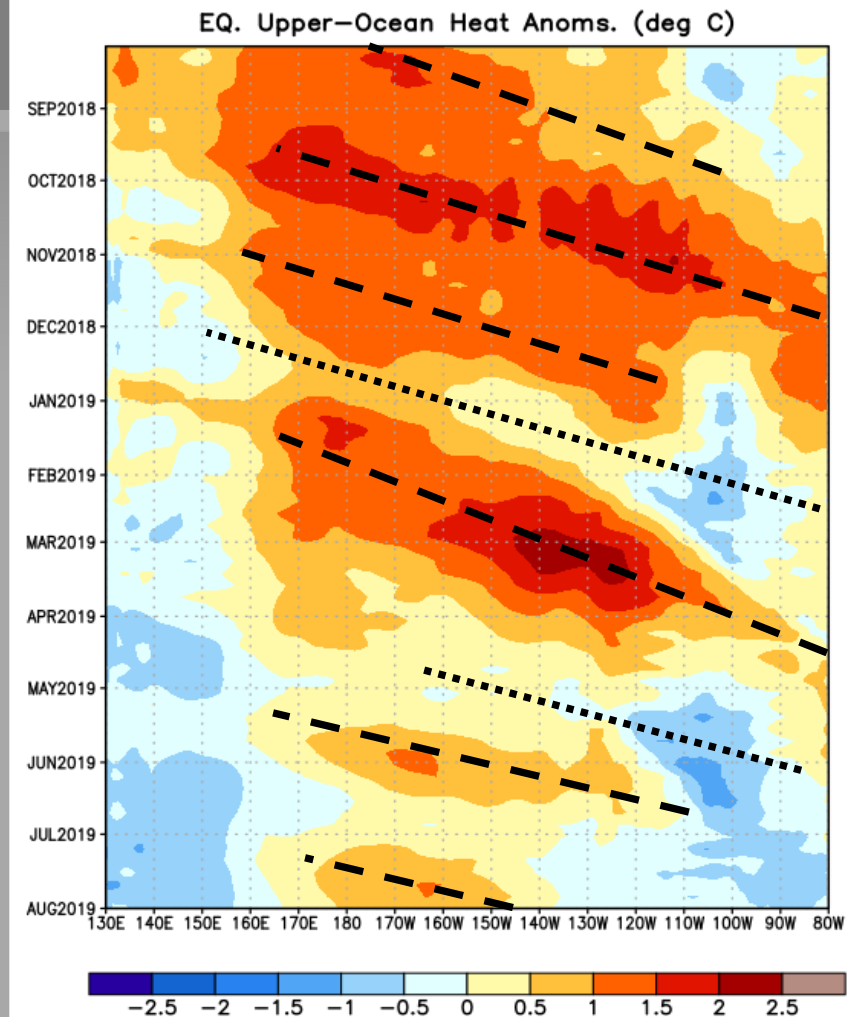 EQ. Upper−Ocean Heat Anoms. (deg C)
SEP2018
OCT2018
NOV2018
DEC2018
JAN2019
FEB2019
MAR2019
APR2019
MAY2019
JUN2019
JUL2019
AUG2019
130E 140E 150E 160E 170E 180 170W 160W 150W 140W 130W 120W 110W 100W 90W 80W
−2.5 −2 −1.5 −1 −0.5 0 0.5 1 1.5 2 2.5